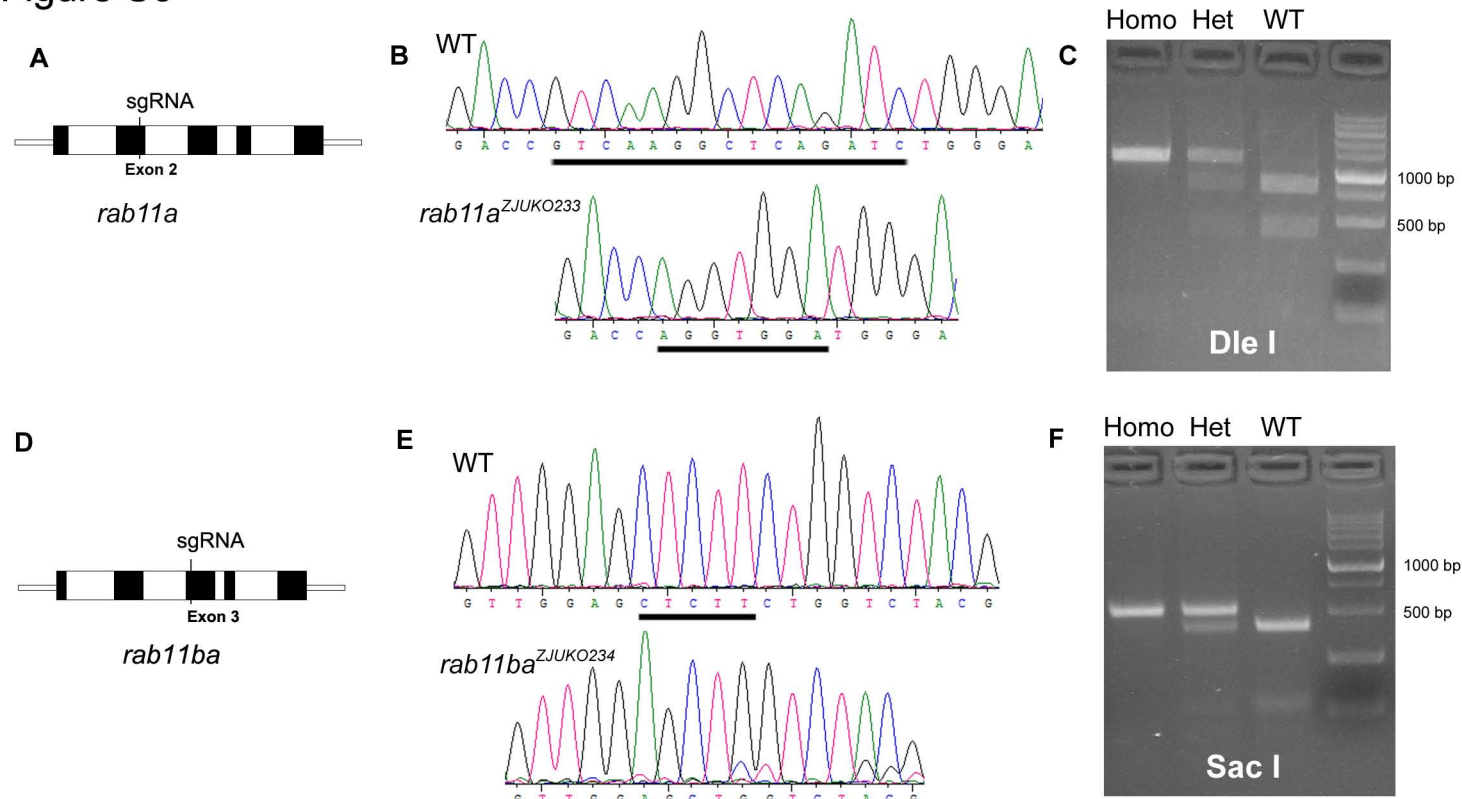 Figure
A
sgRNA
Exon 2
rab11a
B
WT
G A C C G T C A A G G C T C A G A T C T G G G A
rab11a^ZJUKO233
G A C C A G G T G G A T G G G A
C
Homo Het WT
1000 bp
500 bp
Dle I
D
sgRNA
Exon 3
rab11ba
E
WT
G T T G G A G C T C T T C T G G T C T A C G
rab11ba^ZJUKO234
G T T G G A G C T G G T C T A C G
F
Homo Het WT
1000 bp
500 bp
Sac I